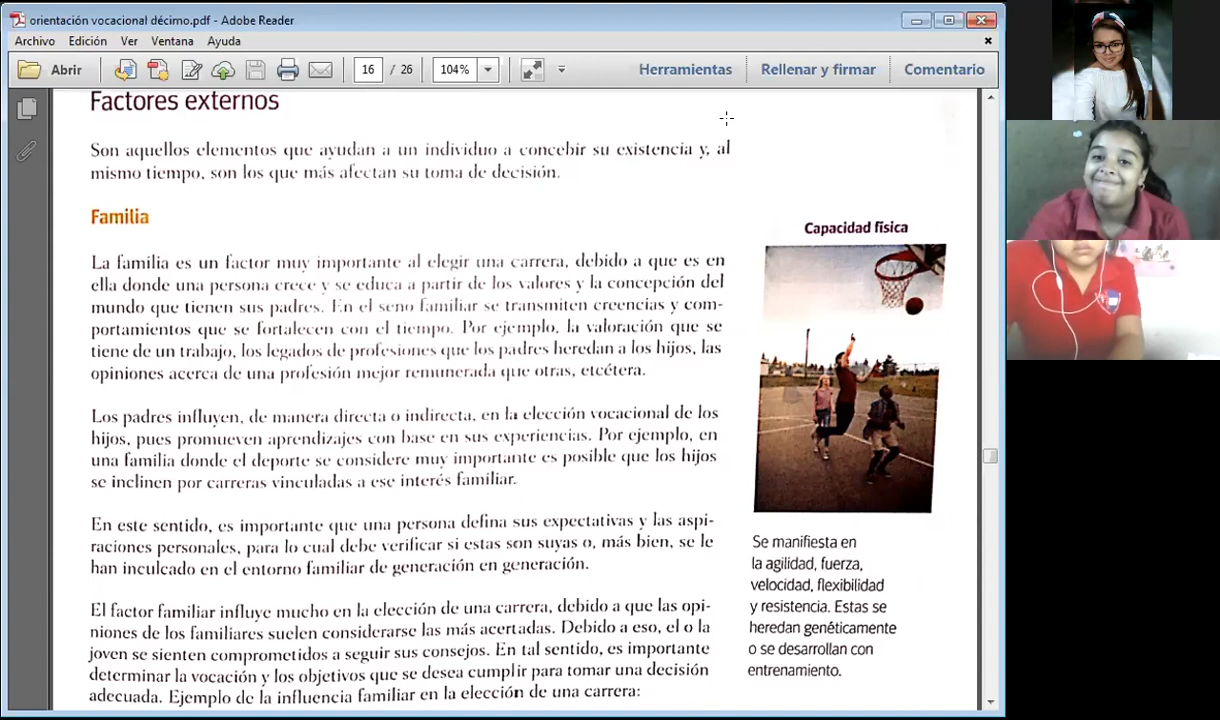 orientación vocacional décimo.pdf - Adobe Reader
Archivo Edición Ver Ventana Ayuda
Abrir 16 / 26 104% Herramientas Rellenar y firmar Comentario
Factores externos
Son aquellos elementos que ayudan a un individuo a concebir su existencia y, al
mismo tiempo, son los que más afectan su toma de decisión.
Familia
La familia es un factor muy importante al elegir una carrera, debido a que es en
ella donde una persona crece y se educa a partir de los valores y la concepción del
mundo que tienen sus padres. En el seno familiar se transmiten creencias y com-
portamientos que se fortalecen con el tiempo. Por ejemplo, la valoración que se
tiene de un trabajo, los legados de profesiones que los padres heredan a los hijos, las
opiniones acerca de una profesión mejor remunerada que otras, etcétera.
Los padres influyen, de manera directa o indirecta, en la elección vocacional de los
hijos, pues promueven aprendizajes con base en sus experiencias. Por ejemplo, en
una familia donde el deporte se considere muy importante es posible que los hijos
se inclinen por carreras vinculadas a ese interés familiar.
En este sentido, es importante que una persona defina sus expectativas y las aspi-
raciones personales, para lo cual debe verificar si estas son suyas o, más bien, se le
han inculcado en el entorno familiar de generación en generación.
El factor familiar influye mucho en la elección de una carrera, debido a que las opi-
niones de los familiares suelen considerarse las más acertadas. Debido a eso, el o la
joven se sienten comprometidos a seguir sus consejos. En tal sentido, es importante
determinar la vocación y los objetivos que se desea cumplir para tomar una decisión
adecuada. Ejemplo de la influencia familiar en la elección de una carrera:
Capacidad física
Se manifiesta en
la agilidad, fuerza,
velocidad, flexibilidad
y resistencia. Estas se
heredan genéticamente
o se desarrollan con
entrenamiento.